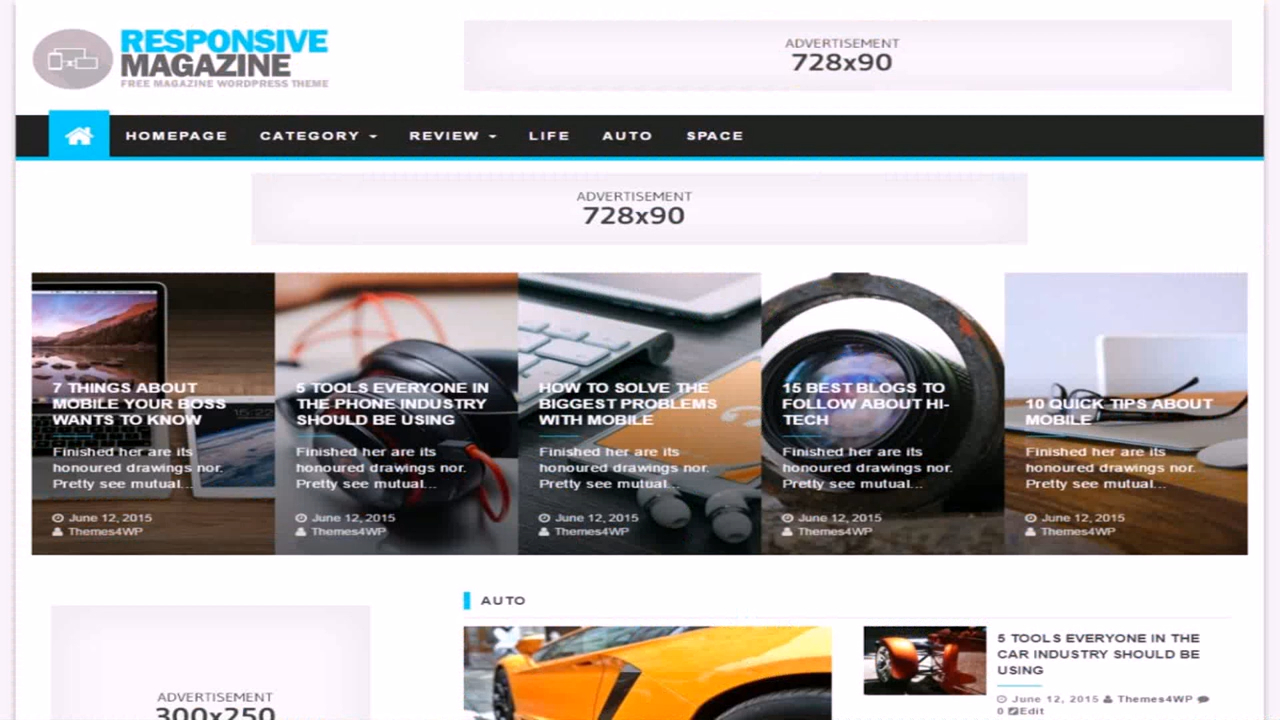 RESPONSIVE
MAGAZINE
FREE MAGAZINE WORDPRESS THEME
ADVERTISEMENT
728x90
HOMEPAGE CATEGORY REVIEW LIFE AUTO SPACE
ADVERTISEMENT
728x90
7 THINGS ABOUT
MOBILE YOUR BOSS
WANTS TO KNOW
Finished her are its
honoured drawings nor.
Pretty see mutual...
June 12, 2015
Themes4WP
15:22
5 TOOLS EVERYONE IN
THE PHONE INDUSTRY
SHOULD BE USING
Finished her are its
honoured drawings nor.
Pretty see mutual...
June 12, 2015
Themes4WP
HOW TO SOLVE THE
BIGGEST PROBLEMS
WITH MOBILE
Finished her are its
honoured drawings nor.
Pretty see mutual...
June 12, 2015
Themes4WP
15 BEST BLOGS TO
FOLLOW ABOUT HI-
TECH
Finished her are its
honoured drawings nor.
Pretty see mutual...
June 12, 2015
Themes4WP
10 QUICK TIPS ABOUT
MOBILE
Finished her are its
honoured drawings nor.
Pretty see mutual...
June 12, 2015
Themes4WP
ADVERTISEMENT
300x250
AUTO
5 TOOLS EVERYONE IN THE
CAR INDUSTRY SHOULD BE
USING
June 12, 2015 Themes4WP
0 Edit